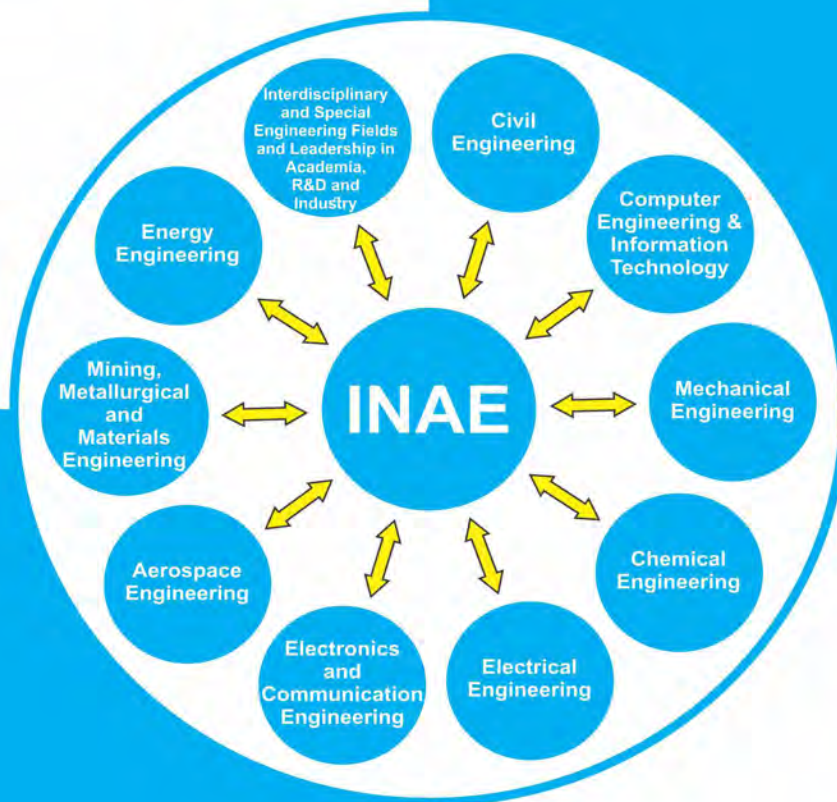 Interdisciplinary
and Special
Engineering Fields
and Leadership in
Academia,
R&D and
Industry
Civil
Engineering
Computer
Engineering &
Information
Technology
Mechanical
Engineering
Chemical
Engineering
Electrical
Engineering
Electronics
and
Communication
Engineering
Aerospace
Engineering
Mining,
Metallurgical
and
Materials
Engineering
Energy
Engineering
INAE